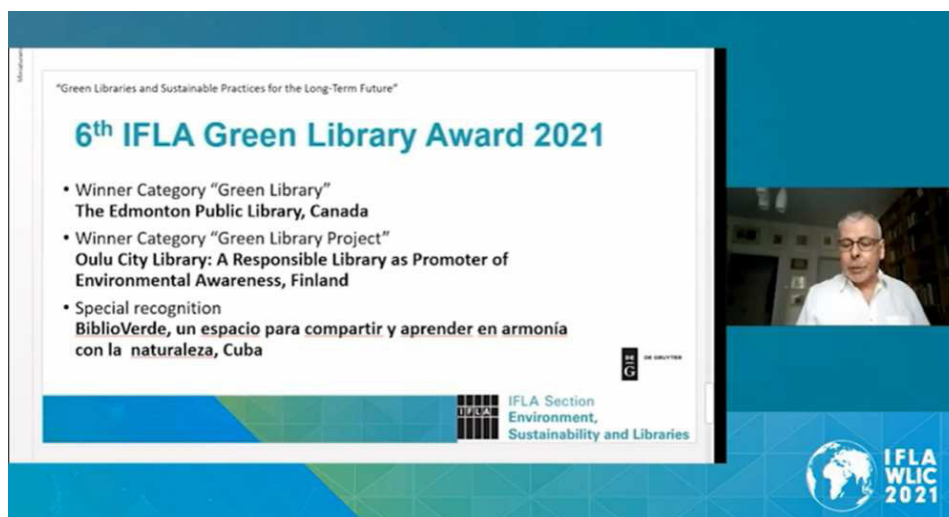 "Green Libraries and Sustainable Practices for the Long-Term Future"
6th IFLA Green Library Award 2021
• Winner Category "Green Library"
The Edmonton Public Library, Canada
• Winner Category "Green Library Project"
Oulu City Library: A Responsible Library as Promoter of
Environmental Awareness, Finland
• Special recognition
BiblioVerde, un espacio para compartir y aprender en armonía
con la naturaleza, Cuba
DE
G
DE GRUYTER
IFLA
IFLA Section
Environment,
Sustainability and Libraries
IFLA
WLIC
2021